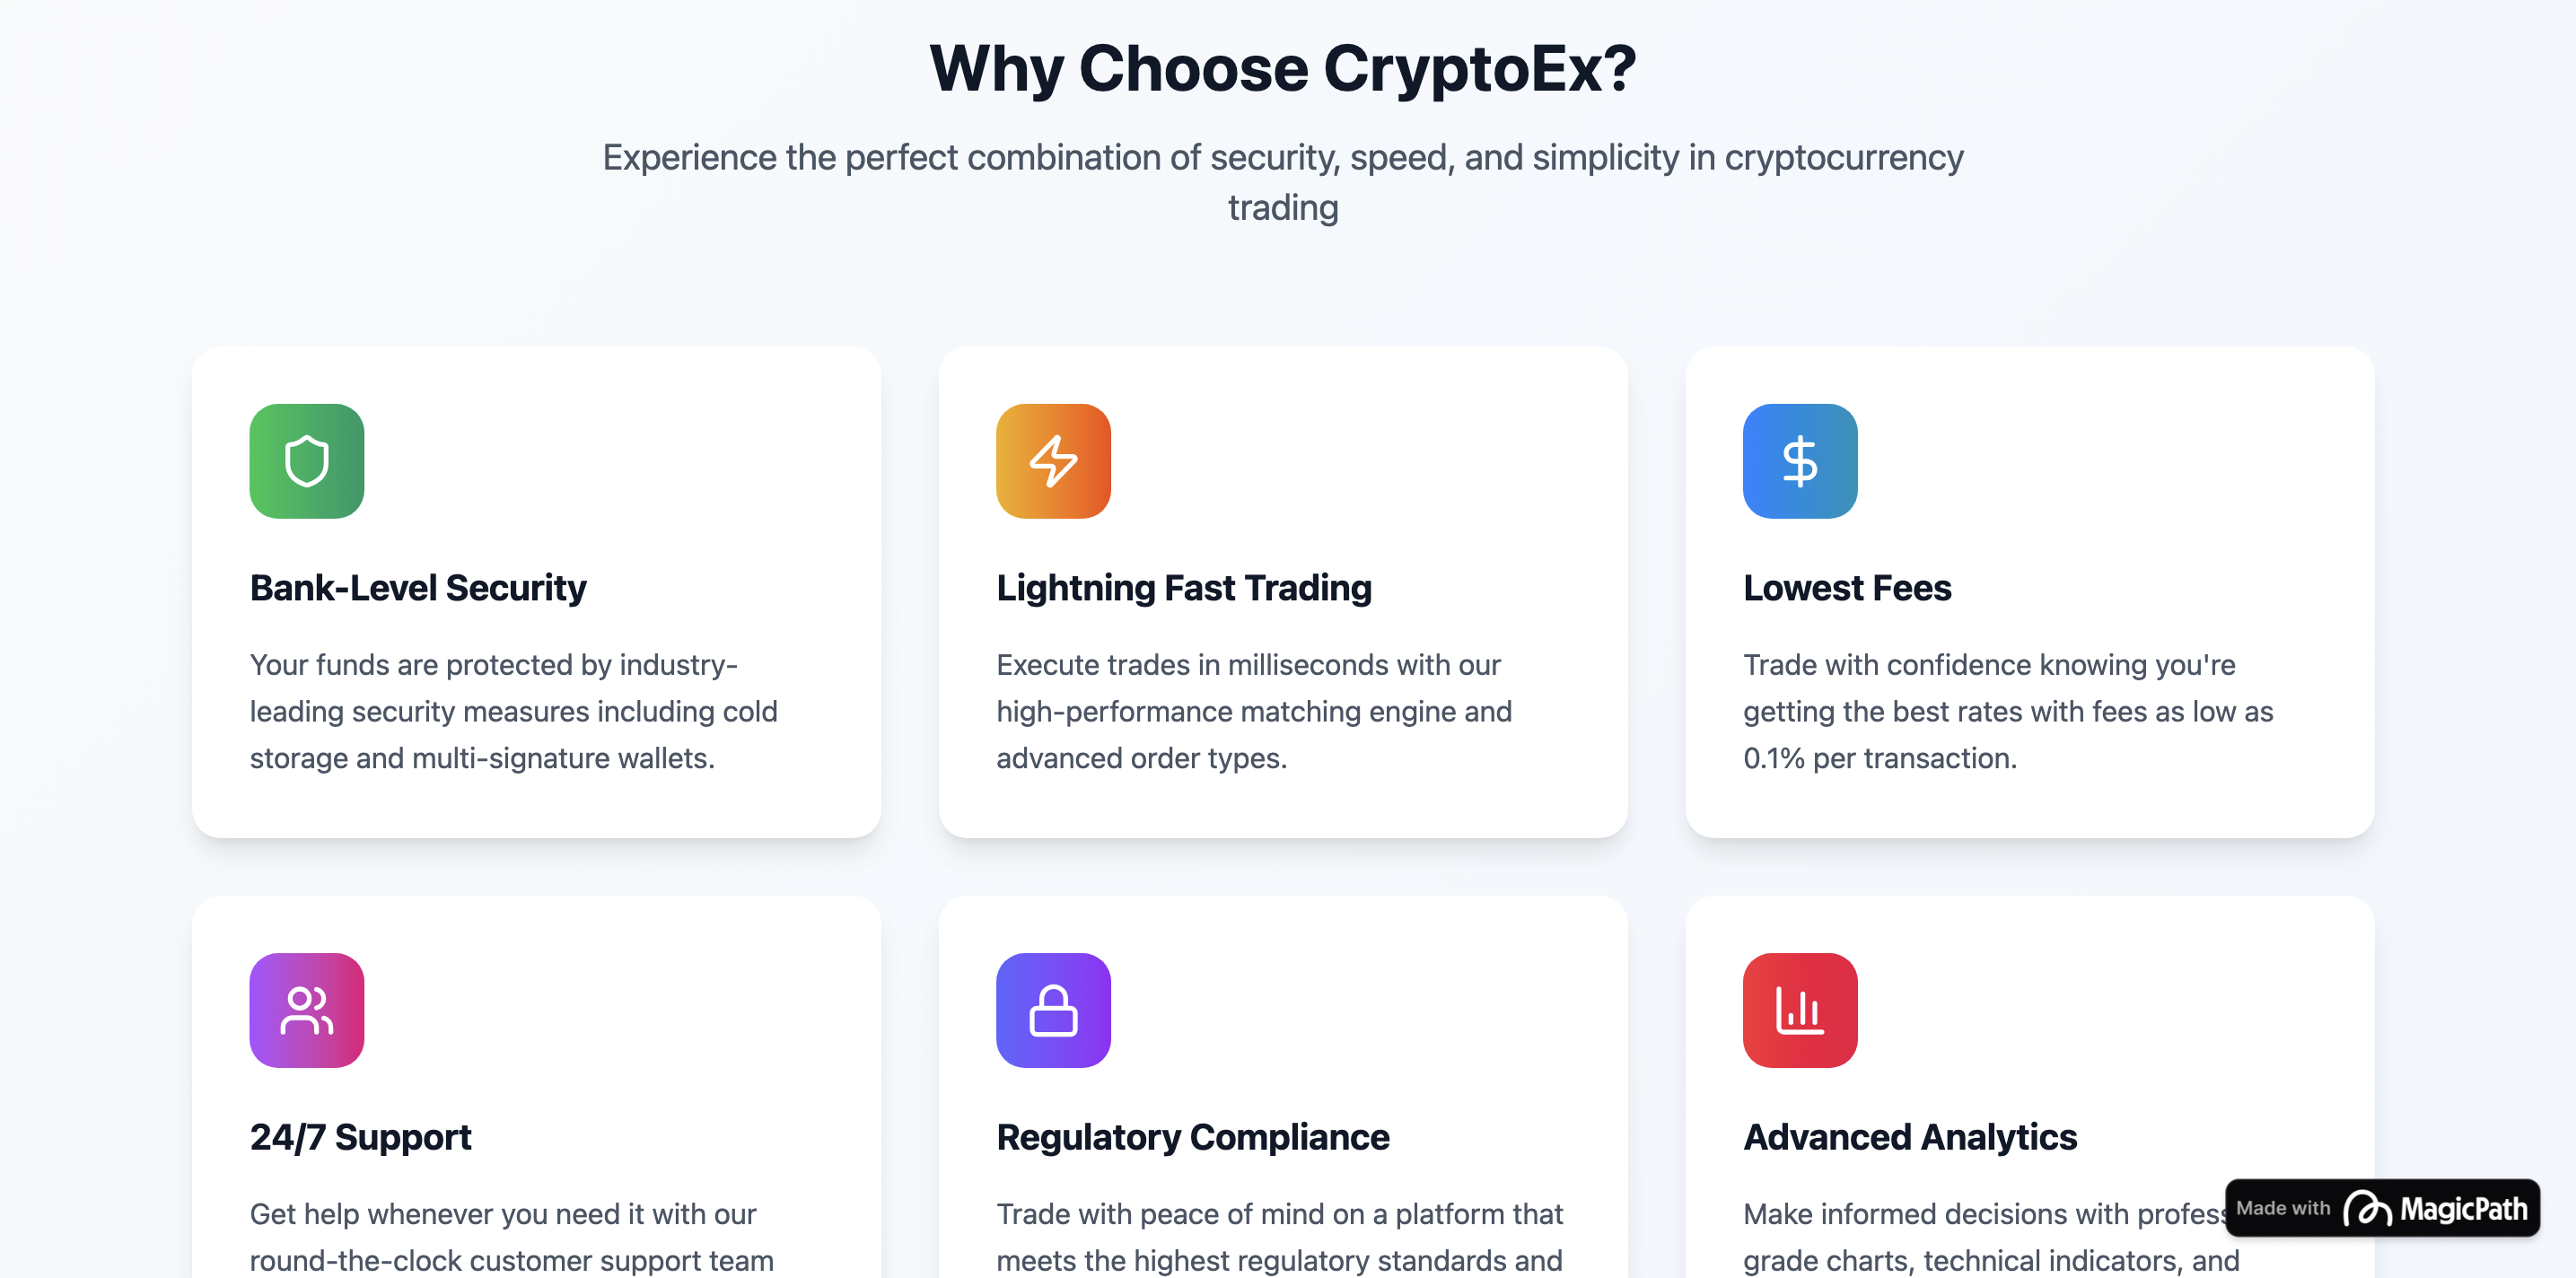 Why Choose CryptoEx?
Experience the perfect combination of security, speed, and simplicity in cryptocurrency
trading
Bank-Level Security
Your funds are protected by industry-
leading security measures including cold
storage and multi-signature wallets.
Lightning Fast Trading
Execute trades in milliseconds with our
high-performance matching engine and
advanced order types.
Lowest Fees
Trade with confidence knowing you're
getting the best rates with fees as low as
0.1% per transaction.
24/7 Support
Get help whenever you need it with our
round-the-clock customer support team
Regulatory Compliance
Trade with peace of mind on a platform that
meets the highest regulatory standards and
Advanced Analytics
Make informed decisions with
grade charts, technical indicators, and
Made with MagicPath